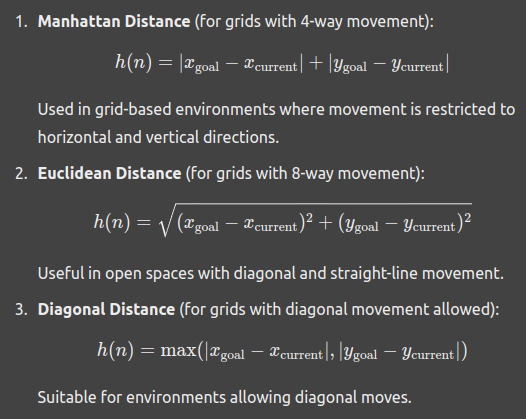 1. Manhattan Distance (for grids with 4-way movement):
h(n) = |x_goal − x_current| + |y_goal − y_current|
Used in grid-based environments where movement is restricted to
horizontal and vertical directions.
2. Euclidean Distance (for grids with 8-way movement):
h(n) = √((x_goal − x_current)² + (y_goal − y_current)²)
Useful in open spaces with diagonal and straight-line movement.
3. Diagonal Distance (for grids with diagonal movement allowed):
h(n) = max(|x_goal − x_current|, |y_goal − y_current|)
Suitable for environments allowing diagonal moves.